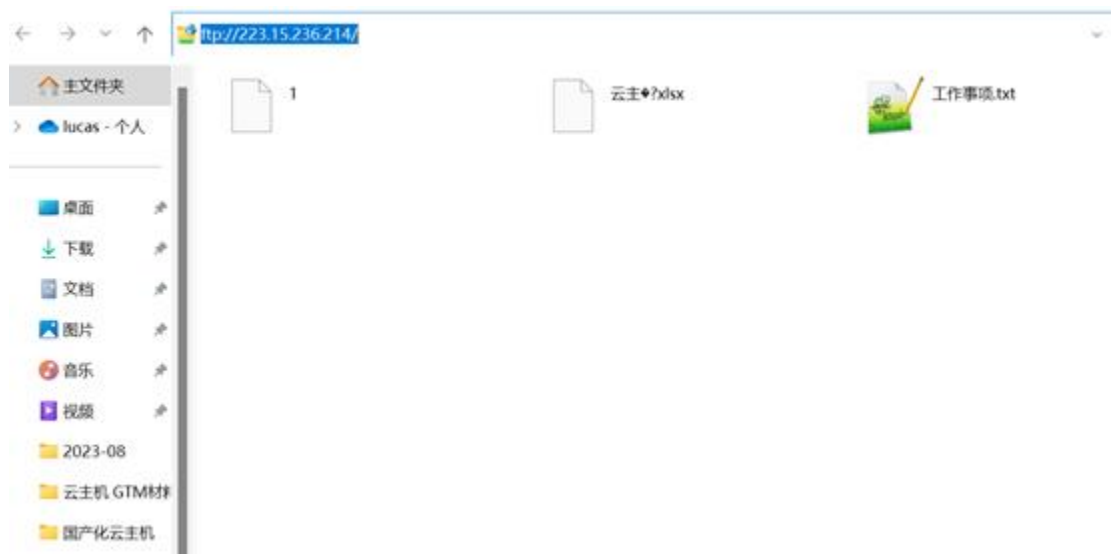 ftp://223.15.236.214/
主文件夹
lucas - 个人
桌面
下载
文档
图片
音乐
视频
2023-08
云主机 GTM材料
国产化云主机
1
云主�?xlsx
工作事项.txt